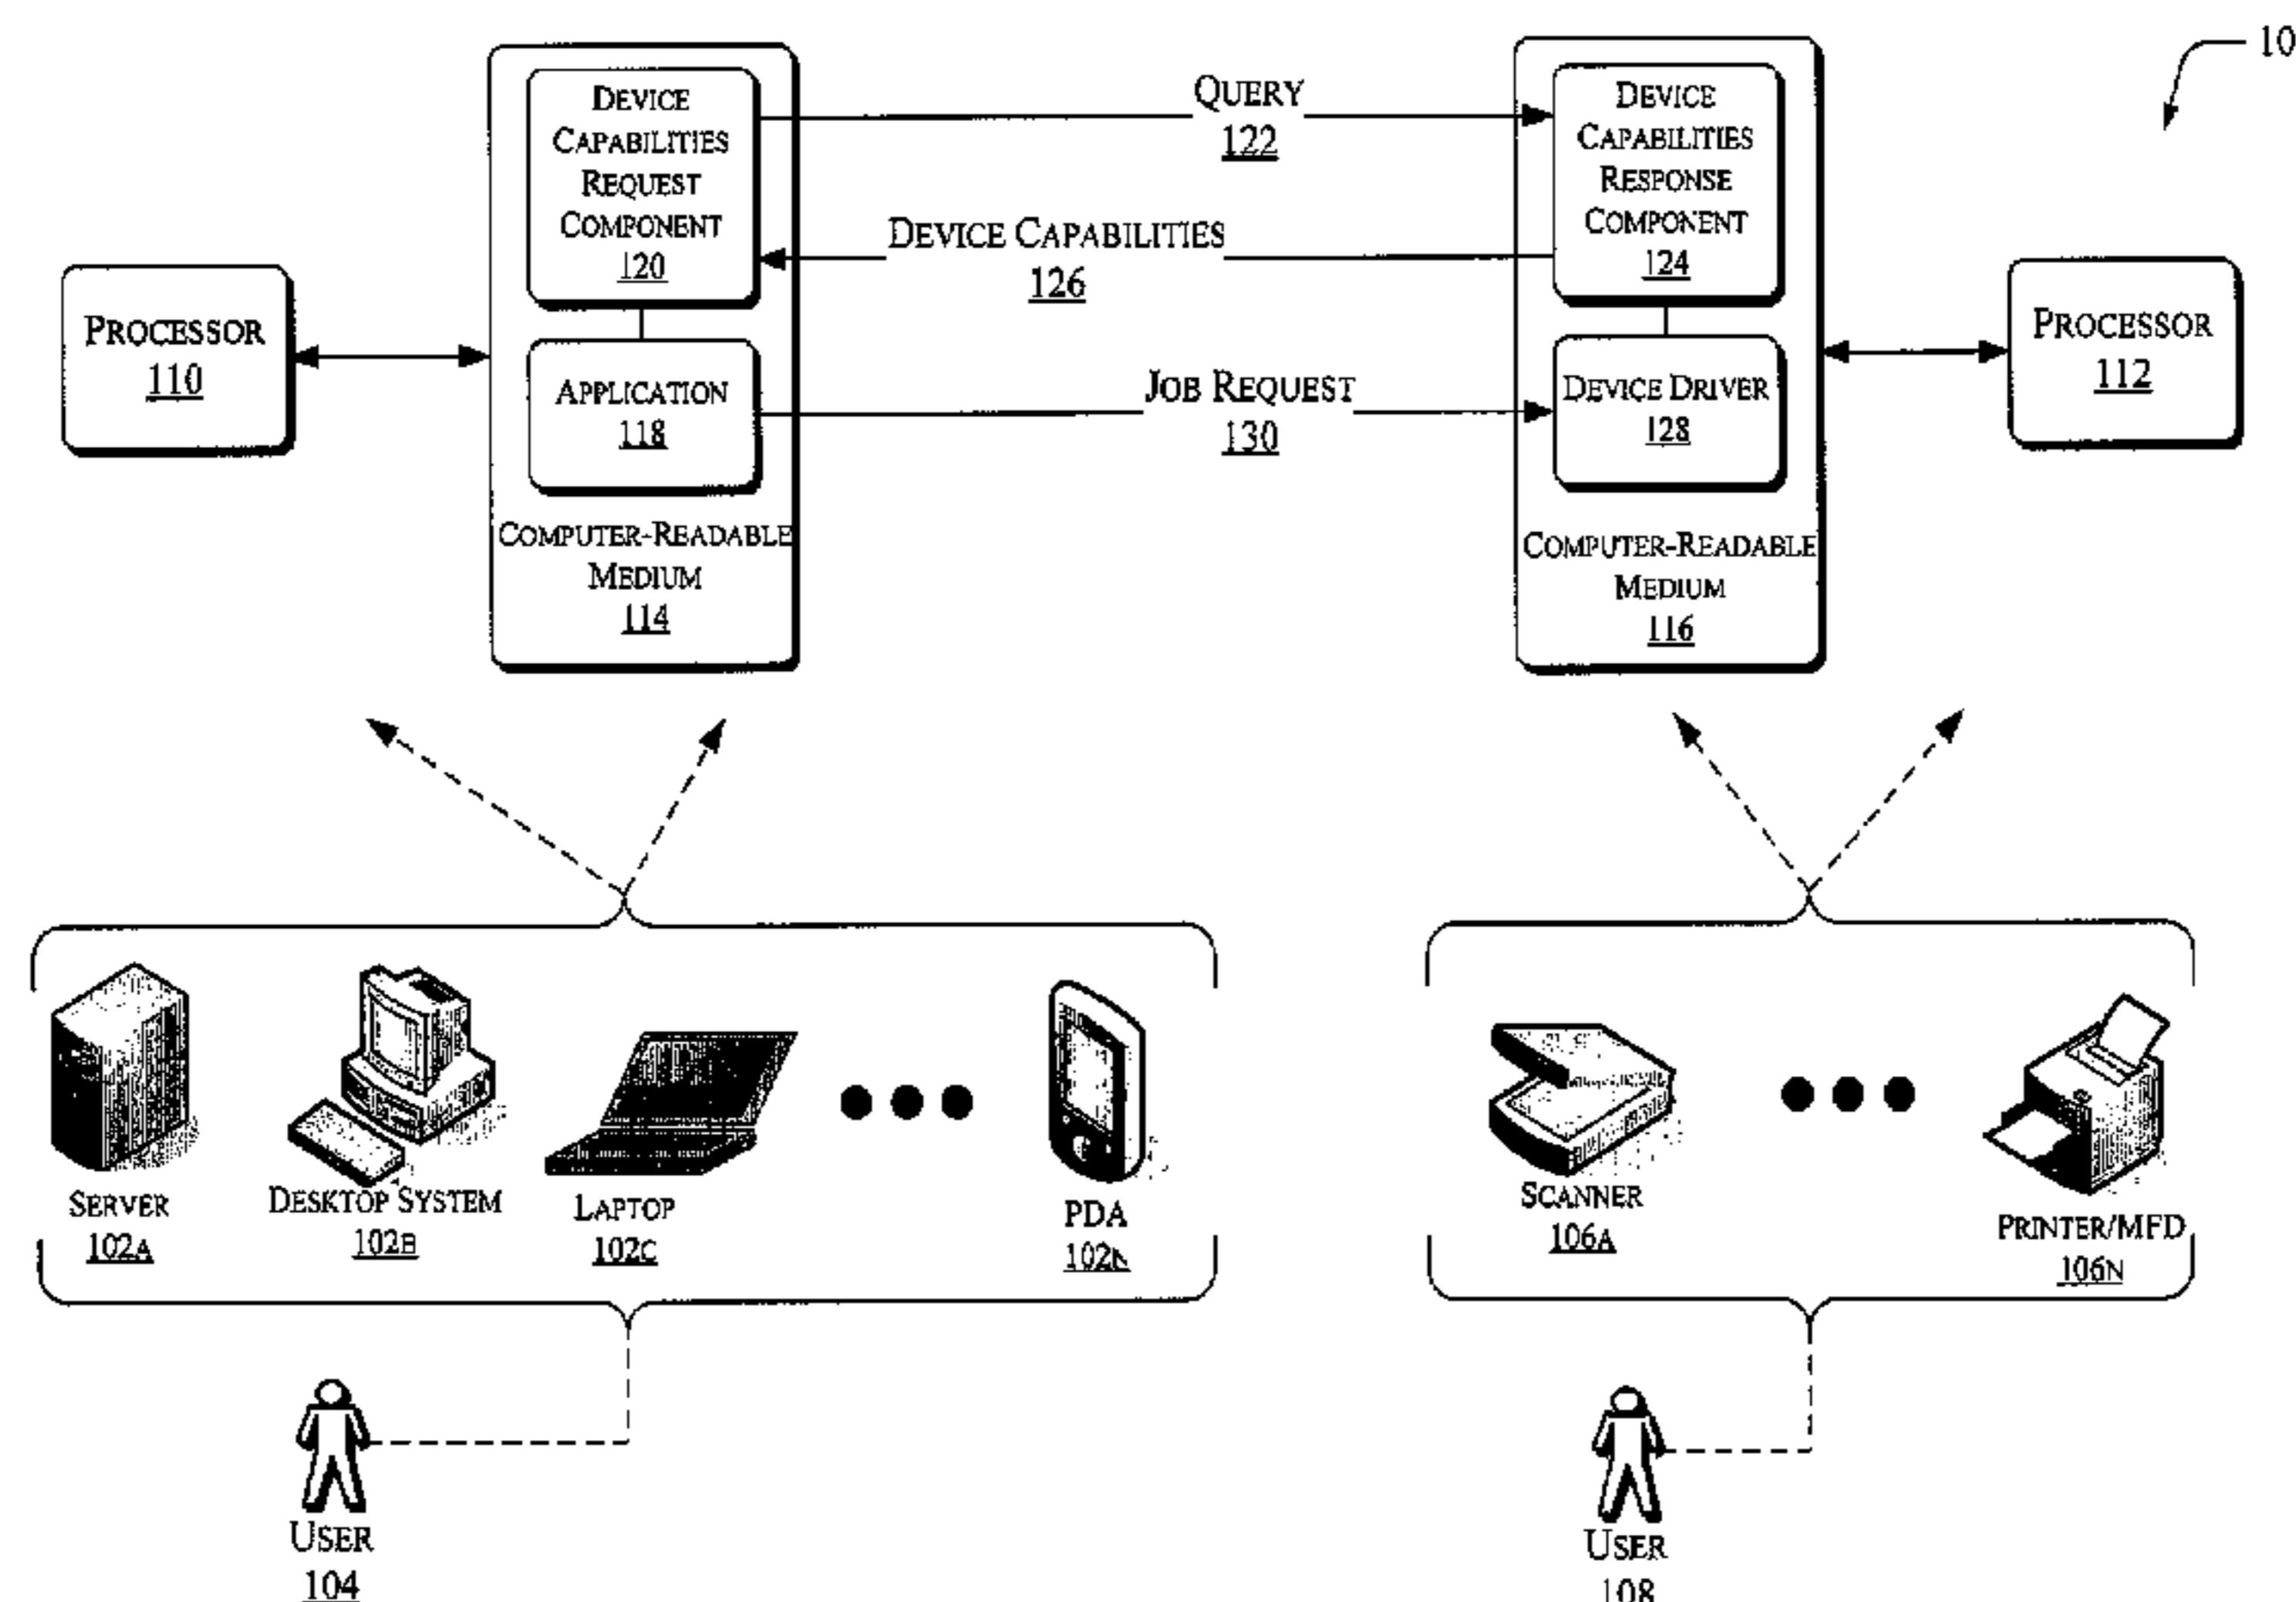 10
DEVICE
CAPABILITIES
REQUEST
COMPONENT
120
QUERY
122
DEVICE
CAPABILITIES
RESPONSE
COMPONENT
124
DEVICE CAPABILITIES
126
PROCESSOR
110
APPLICATION
118
JOB REQUEST
130
DEVICE DRIVER
128
PROCESSOR
112
COMPUTER-READABLE
MEDIUM
114
COMPUTER-READABLE
MEDIUM
116
SERVER
102A
DESKTOP SYSTEM
102B
LAPTOP
102C
PDA
102N
SCANNER
106A
PRINTER/MFD
106N
USER
104
USER
108